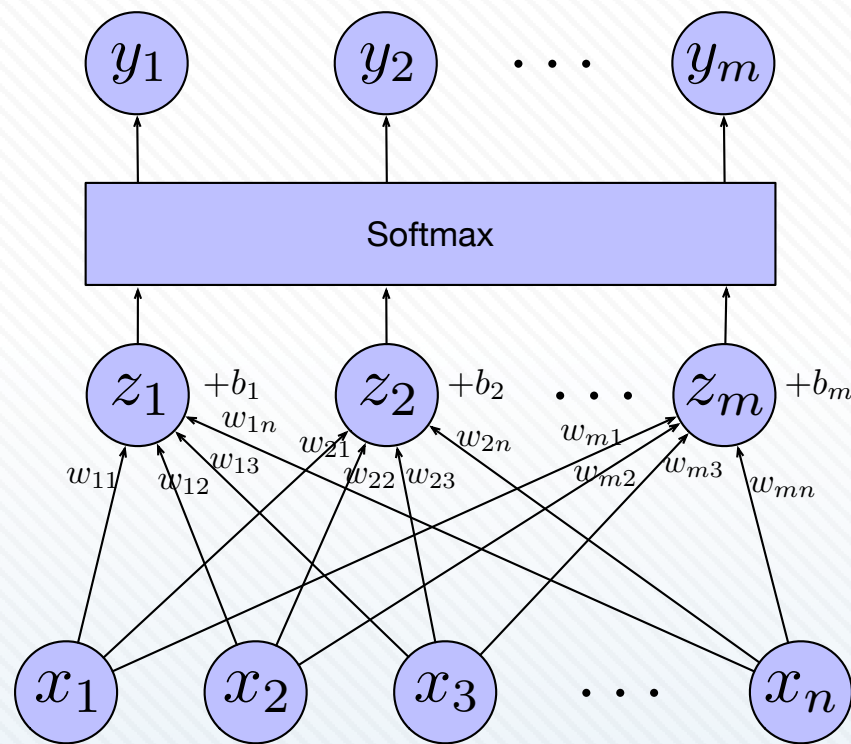 y₁ y₂ · · · yₘ
Softmax
z₁ +b₁ z₂ +b₂ · · · zₘ +bₘ
w₁₁ w₁₂ w₁₃ w₁ₙ w₂₁ w₂₂ w₂₃ w₂ₙ wₘ₁ wₘ₂ wₘ₃ wₘₙ
x₁ x₂ x₃ · · · xₙ